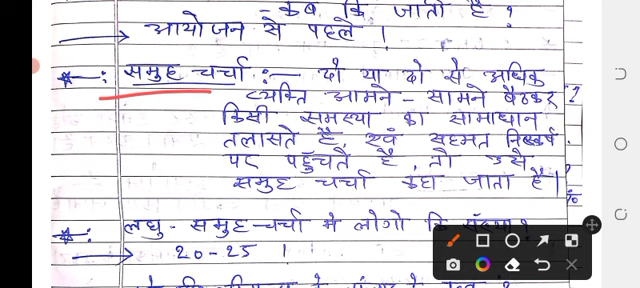 - कब कि जाती है ?
→ आयोजन से पहले ।
* : समुह चर्चा :— दो या दो से अधिक
व्यक्ति आमने - सामने बैठकर
किसी समस्या का सामाधान
तलासते है, एवं सहमत निष्कर्ष
पर पहुँचते है, तो उसे
समुह चर्चा कहा जाता है।
* : लघु - समुह - चर्चा मे लोगो कि संख्या ?
→ 20-25 ।